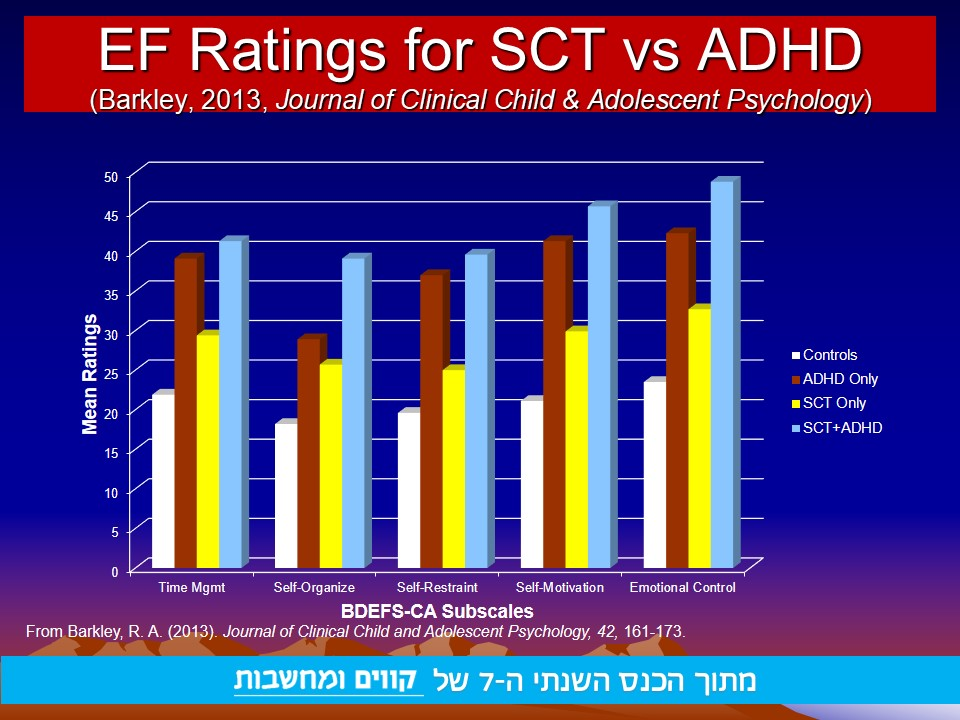 EF Ratings for SCT vs ADHD
(Barkley, 2013, Journal of Clinical Child & Adolescent Psychology)
50
45
40
35
30
25
20
15
10
5
0
Mean Ratings
Time Mgmt
Self-Organize
Self-Restraint
Self-Motivation
Emotional Control
BDEFS-CA Subscales
Controls
ADHD Only
SCT Only
SCT+ADHD
From Barkley, R. A. (2013). Journal of Clinical Child and Adolescent Psychology, 42, 161-173.
מתוך הכנס השנתי ה-7 של קווים ומחשבות